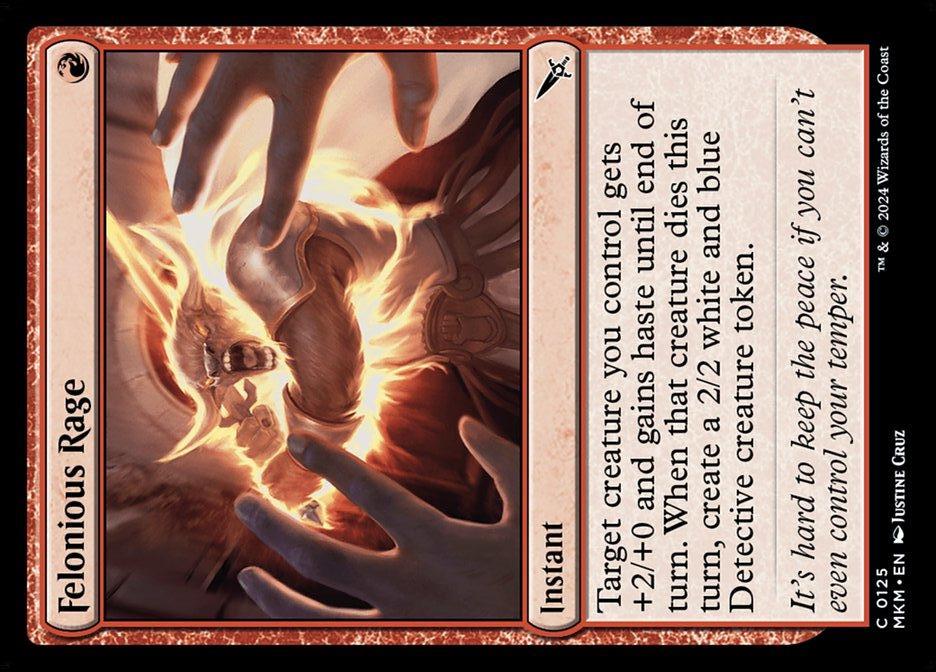 Felonious Rage
Instant
Target creature you control gets
+2/+0 and gains haste until end of
turn. When that creature dies this
turn, create a 2/2 white and blue
Detective creature token.
It's hard to keep the peace if you can't
even control your temper.
C 0125
MKM • EN Justine Cruz
™ & © 2024 Wizards of the Coast